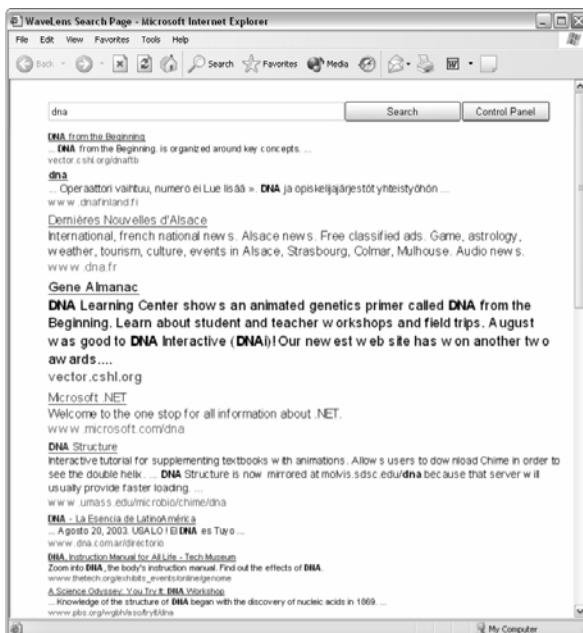 WaveLens Search Page - Microsoft Internet Explorer
File Edit View Favorites Tools Help
Back Search Favorites Media
dna Search Control Panel
DNA from the Beginning
... DNA from the Beginning. is organized around key concepts. ...
vector.cshl.org/dnaftb
dna
... Operaattori vaihtuu, numero ei Lue lisää ». DNA ja opiskelijajärjestöt yhteistyöhön ...
www.dnafinland.fi
Dernières Nouvelles d'Alsace
International, french national news. Alsace news. Free classified ads. Game, astrology,
weather, tourism, culture, events in Alsace, Strasbourg, Colmar, Mulhouse. Audio news.
www.dna.fr
Gene Almanac
DNA Learning Center shows an animated genetics primer called DNA from the
Beginning. Learn about student and teacher workshops and field trips. August
was good to DNA Interactive (DNAi)! Our newest web site has won another two
awards....
vector.cshl.org
Microsoft .NET
Welcome to the one stop for all information about .NET.
www.microsoft.com/dna
DNA Structure
Interactive tutorial for supplementing textbooks with animations. Allows users to download Chime in order to
see the double helix. ... DNA Structure is now mirrored at molvis.sdsc.edu/dna because that server will
usually provide faster loading. ...
www.umass.edu/microbio/chime/dna
DNA - La Esencia de LatinoAmérica
... Agosto 20, 2003. USALO! El DNA es Tuyo ...
www.dna.com.ar/directorio
DNA, Instruction Manual for All Life - Tech Museum
Zoom into DNA, the body's instruction manual. Find out the effects of DNA.
www.thetech.org/exhibits_events/online/genome
A Science Odyssey: You Try It: DNA Workshop
... Knowledge of the structure of DNA began with the discovery of nucleic acids in 1869. ...
www.pbs.org/wgbh/aso/tryit/dna
My Computer